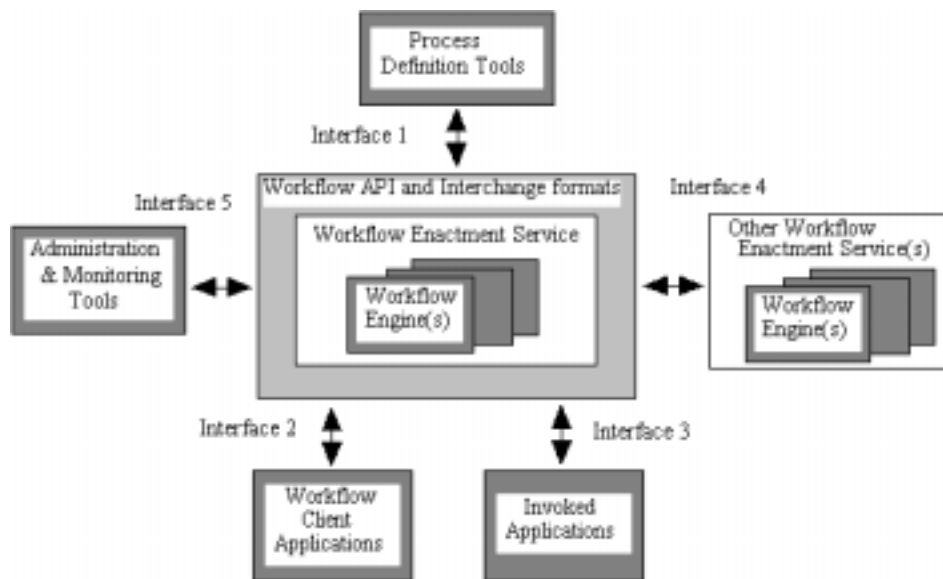 Process
Definition Tools
Interface 1
Workflow API and Interchange formats
Interface 5
Interface 4
Workflow Enactment Service
Workflow
Engine(s)
Administration
& Monitoring
Tools
Other Workflow
Enactment Service(s)
Workflow
Engine(s)
Interface 2
Interface 3
Workflow
Client
Applications
Invoked
Applications